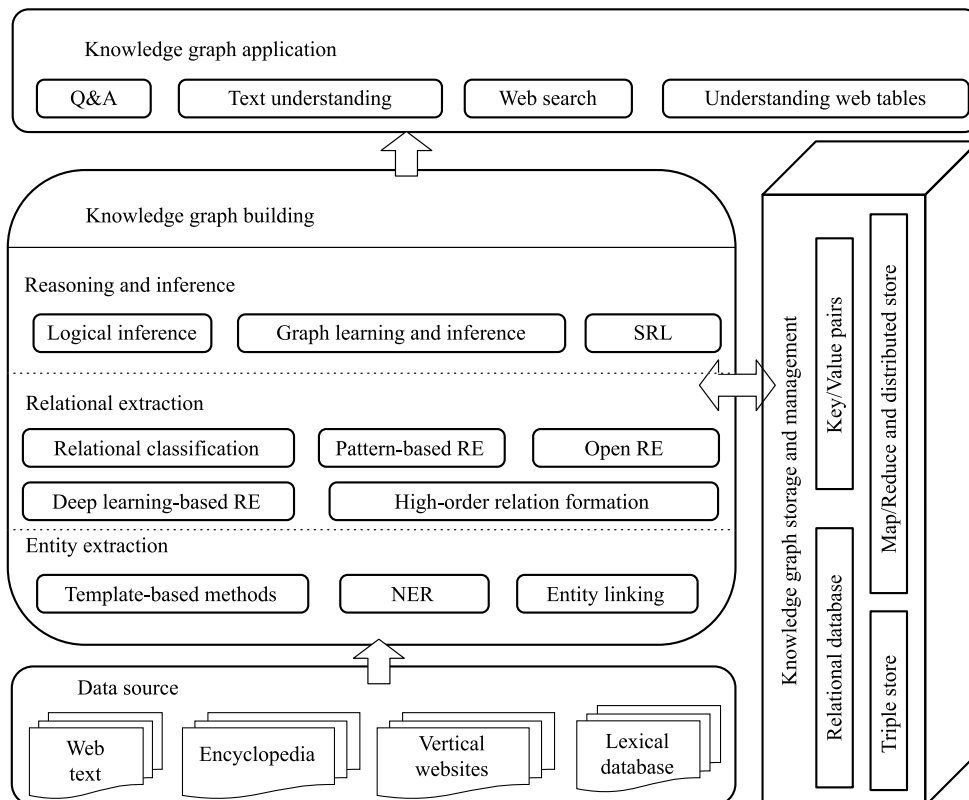 Knowledge graph application
Q&A
Text understanding
Web search
Understanding web tables
Knowledge graph building
Reasoning and inference
Logical inference
Graph learning and inference
SRL
Relational extraction
Relational classification
Pattern-based RE
Open RE
Deep learning-based RE
High-order relation formation
Entity extraction
Template-based methods
NER
Entity linking
Data source
Web
text
Encyclopedia
Vertical
websites
Lexical
database
Knowledge graph storage and management
Key/Value pairs
Relational database
Map/Reduce and distributed store
Triple store